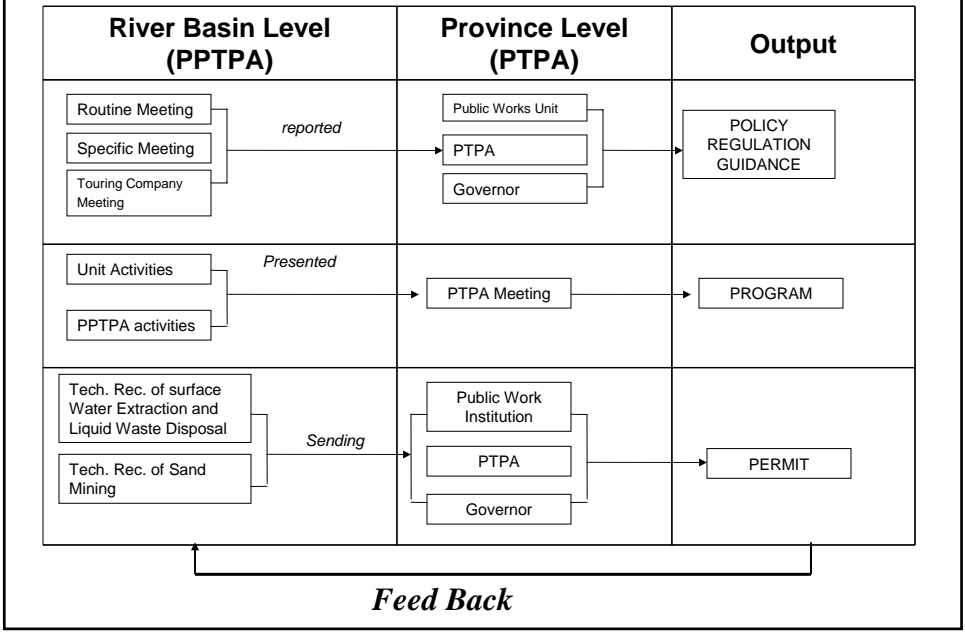 River Basin Level
(PPTPA)
Province Level
(PTPA)
Output
Routine Meeting
Specific Meeting
Touring Company
Meeting
reported
Public Works Unit
PTPA
Governor
POLICY
REGULATION
GUIDANCE
Unit Activities
PPTPA activities
Presented
PTPA Meeting
PROGRAM
Tech. Rec. of surface
Water Extraction and
Liquid Waste Disposal
Tech. Rec. of Sand
Mining
Sending
Public Work
Institution
PTPA
Governor
PERMIT
Feed Back